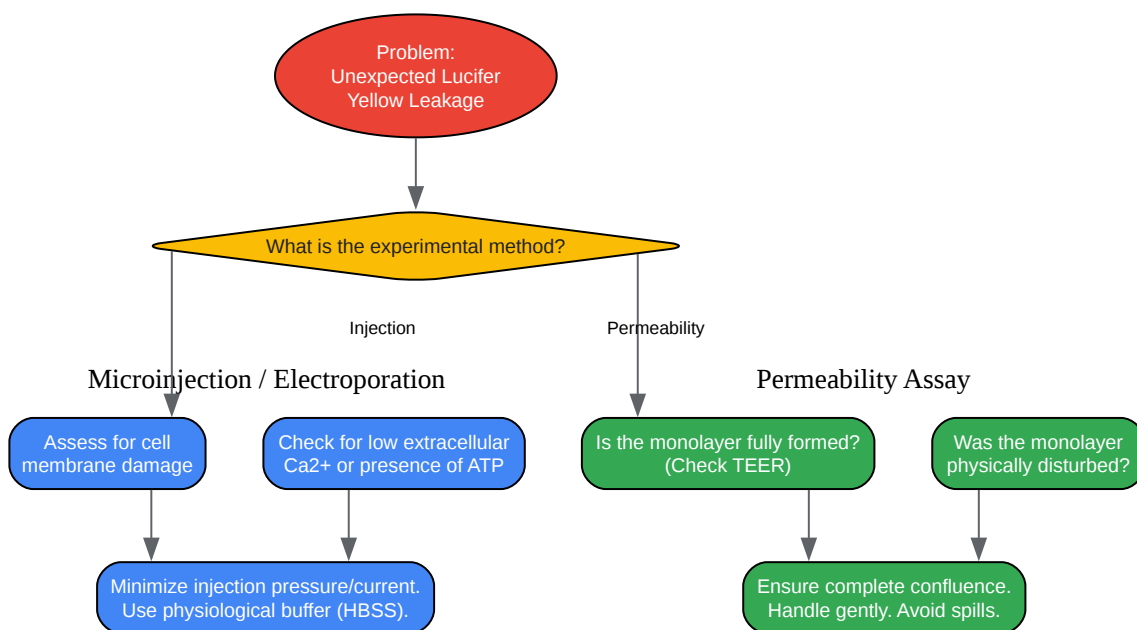 Problem:
Unexpected Lucifer
Yellow Leakage
What is the experimental method?
Injection
Permeability
Microinjection / Electroporation
Permeability Assay
Assess for cell
membrane damage
Check for low extracellular
Ca2+ or presence of ATP
Is the monolayer fully formed?
(Check TEER)
Was the monolayer
physically disturbed?
Minimize injection pressure/current.
Use physiological buffer (HBSS).
Ensure complete confluence.
Handle gently. Avoid spills.